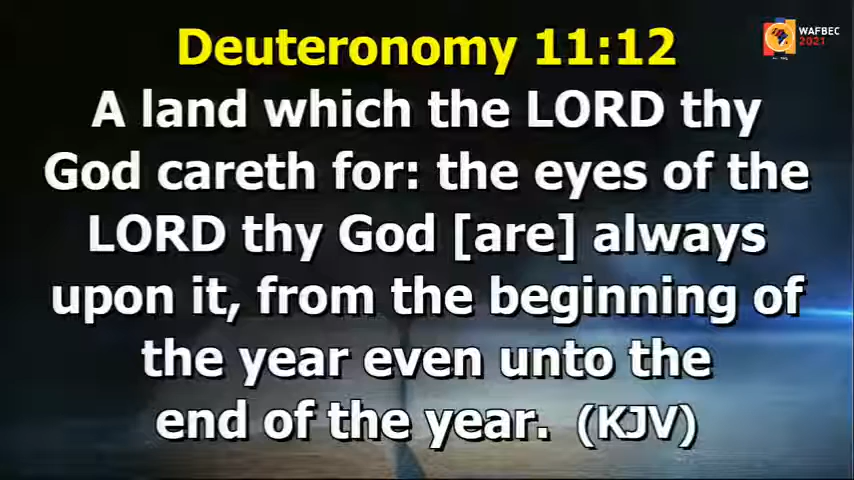 Deuteronomy 11:12
WAFBEC
2021
A land which the LORD thy
God careth for: the eyes of the
LORD thy God [are] always
upon it, from the beginning of
the year even unto the
end of the year. (KJV)